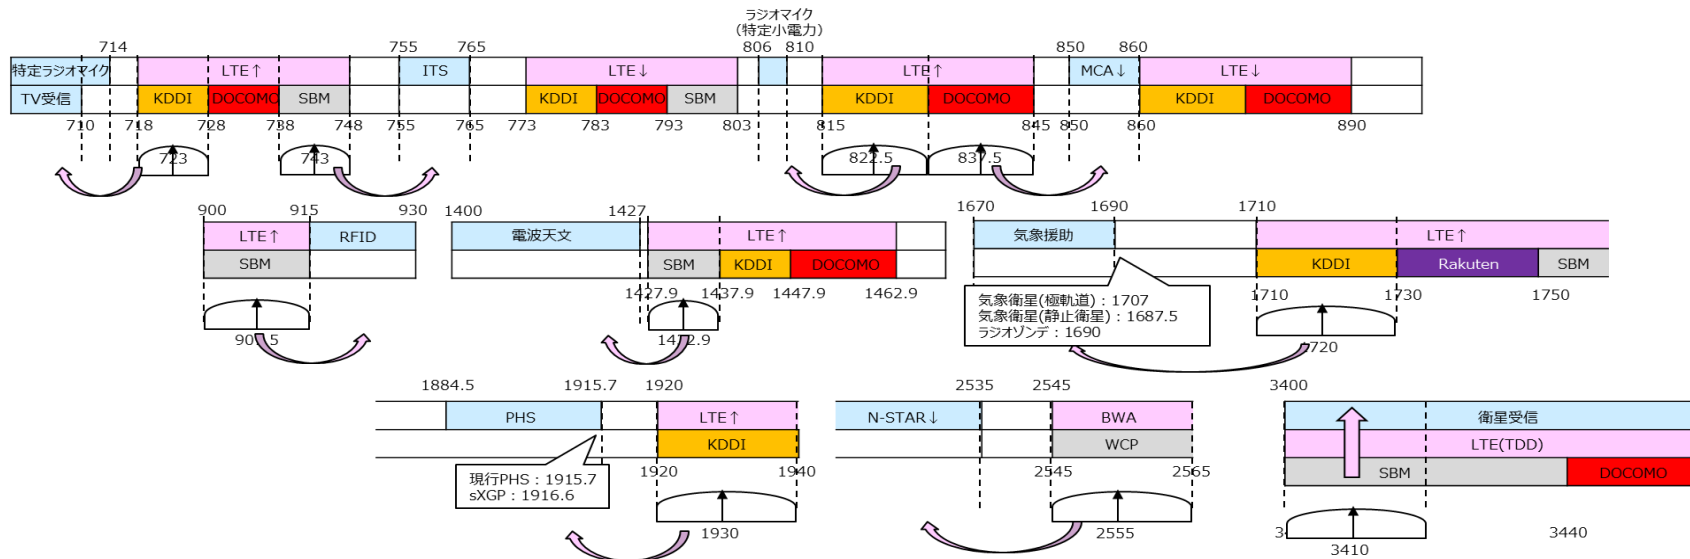 ラジオマイク
(特定小電力)
714 755 765 806 810 850 860
特定ラジオマイク LTE↑ ITS LTE↓ LTE↑ MCA↓ LTE↓
TV受信 KDDI DOCOMO SBM KDDI DOCOMO SBM KDDI DOCOMO KDDI DOCOMO
710 718 728 738 748 755 765 773 783 793 803 815 845 850 860 890
723 743 822.5 837.5
900 915 930 1400 1427 1670 1690 1710
LTE↑ RFID 電波天文 LTE↑ 気象援助 LTE↑
SBM SBM KDDI DOCOMO KDDI Rakuten SBM
1427.9 1437.9 1447.9 1462.9 1710 1730 1750
気象衛星(極軌道)：1707
気象衛星(静止衛星)：1687.5
ラジオゾンデ：1690
1884.5 1915.7 1920 2535 2545 3400
PHS LTE↑ N-STAR↓ BWA 衛星受信
KDDI WCP LTE(TDD)
SBM DOCOMO
現行PHS：1915.7
sXGP：1916.6
1920 1940 2545 2565
1930 2555 3440
3410